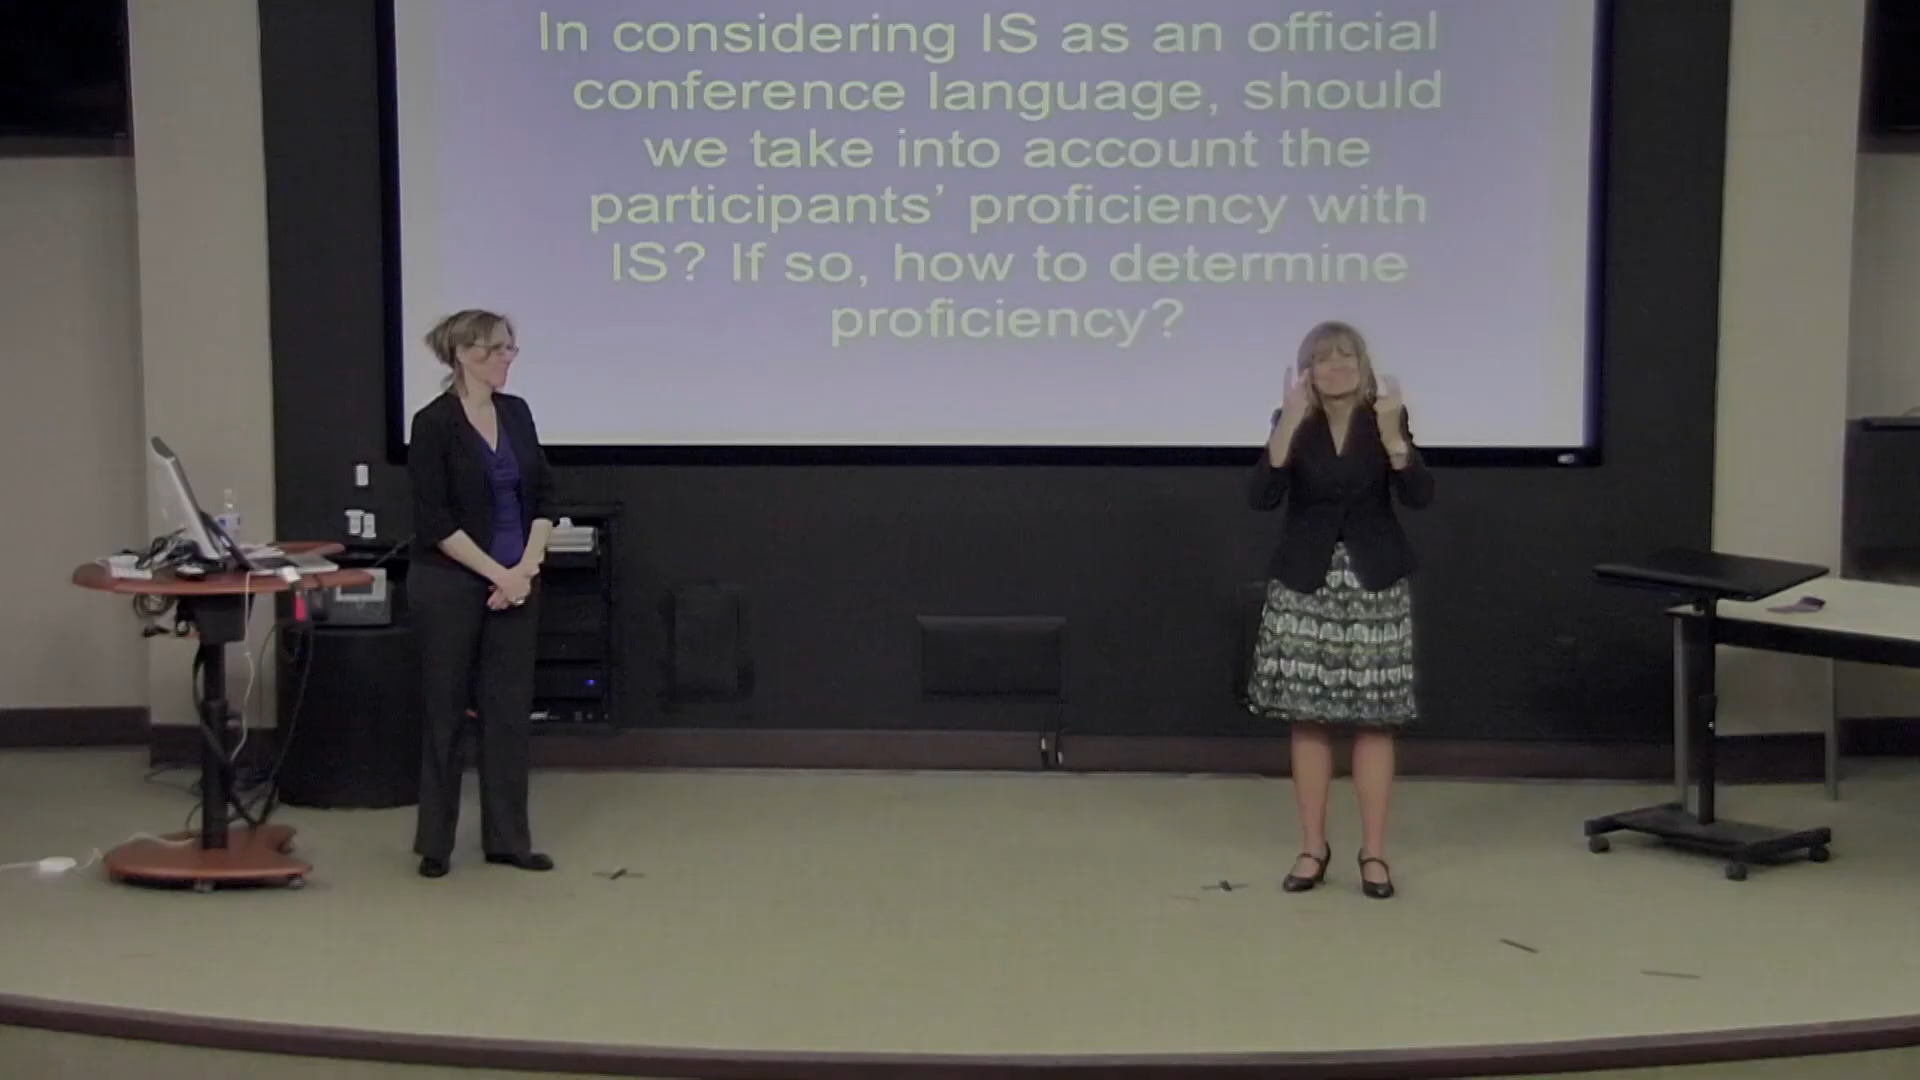 In considering IS as an official
conference language, should
we take into account the
participants’ proficiency with
IS? If so, how to determine
proficiency?